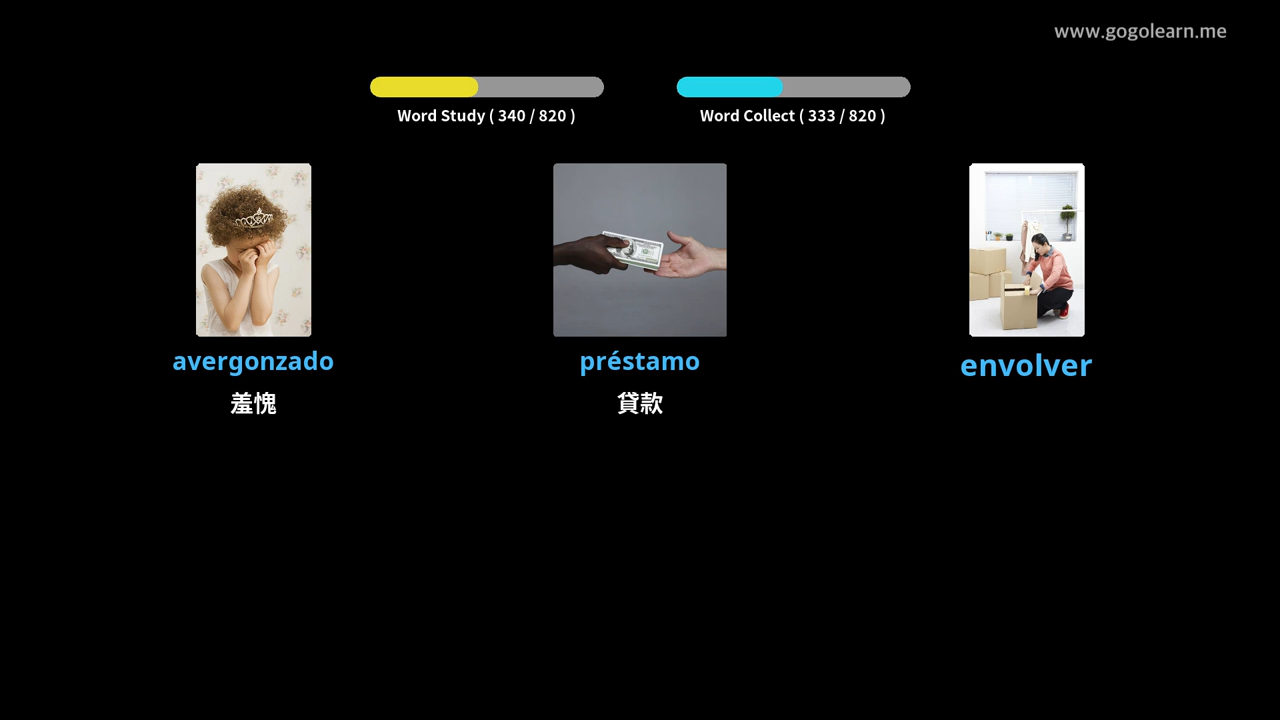 www.gogolearn.me
Word Study ( 340 / 820 )
Word Collect ( 333 / 820 )
avergonzado
羞愧
préstamo
貸款
envolver